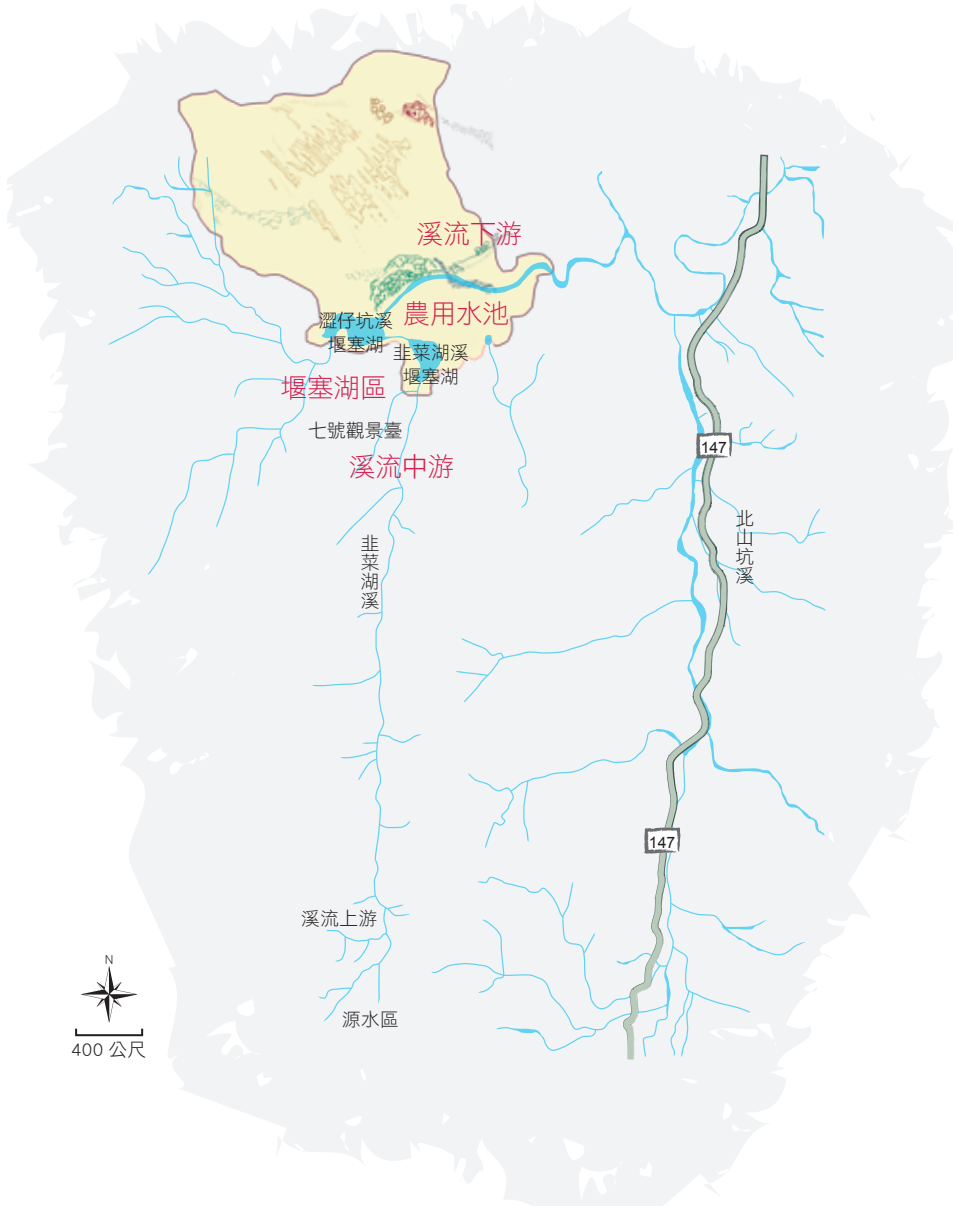 溪流下游
農用水池
澀仔坑溪
堰塞湖
韭菜湖溪
堰塞湖
堰塞湖區
七號觀景臺
溪流中游
147
北山坑溪
韭菜湖溪
147
溪流上游
源水區
N
400 公尺